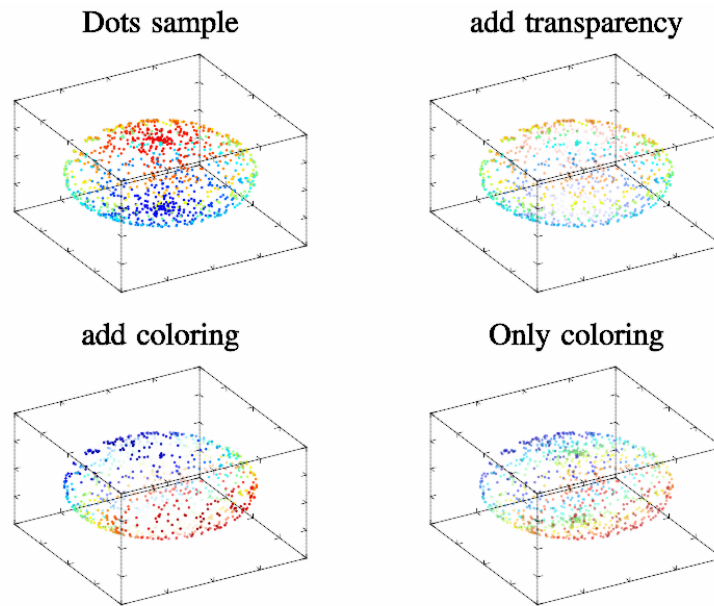 Dots sample
add transparency
add coloring
Only coloring